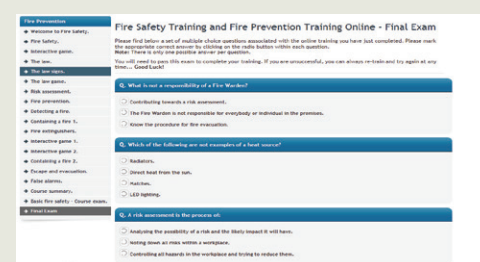 Fire Prevention
Welcome to Fire Safety.
Fire Safety.
Interactive game.
The law.
The law signs.
The law game.
Risk assessment.
Fire prevention.
Detecting a fire.
Containing a fire 1.
Fire extinguishers.
Interactive game 1.
Interactive game 2.
Containing a fire 2.
Escape and evacuation.
False alarms.
Course summary.
Basic fire safety - Course exam.
Final Exam
Fire Safety Training and Fire Prevention Training Online - Final Exam
Please find below a set of multiple choice questions associated with the online training you have just completed. Please mark
the appropriate correct answer by clicking on the radio button within each question.
Note: There is only one possible answer per question.
You will need to pass this exam to complete your training. If you are unsuccessful, you can always re-train and try again at any
time... Good Luck!
Q. What is not a responsibility of a Fire Warden?
Contributing towards a risk assessment.
The Fire Warden is not responsible for everybody or individual in the premises.
Know the procedure for fire evacuation.
Q. Which of the following are not examples of a heat source?
Radiators.
Direct heat from the sun.
Matches.
LED lighting.
Q. A risk assessment is the process of:
Analysing the possibility of a risk and the likely impact it will have.
Noting down all risks within a workplace.
Controlling all hazards in the workplace and trying to reduce them.